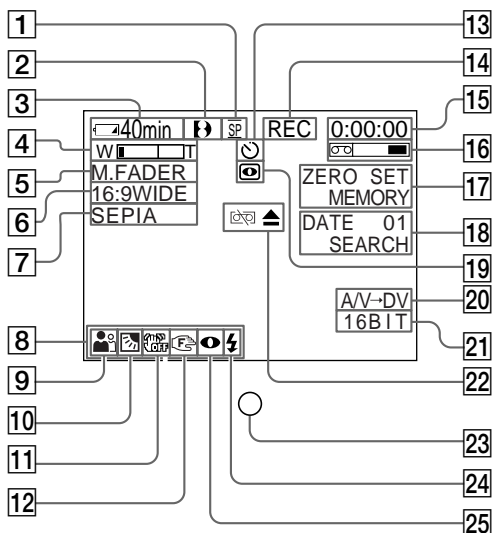 1
2
3
4
5
6
7
8
9
10
11
12
13
14
15
16
17
18
19
20
21
22
23
24
25
40min SP REC 0:00:00
W T
M.FADER
16:9WIDE
SEPIA
ZERO SET
MEMORY
DATE 01
SEARCH
A/V→DV
16BIT
OFF
F